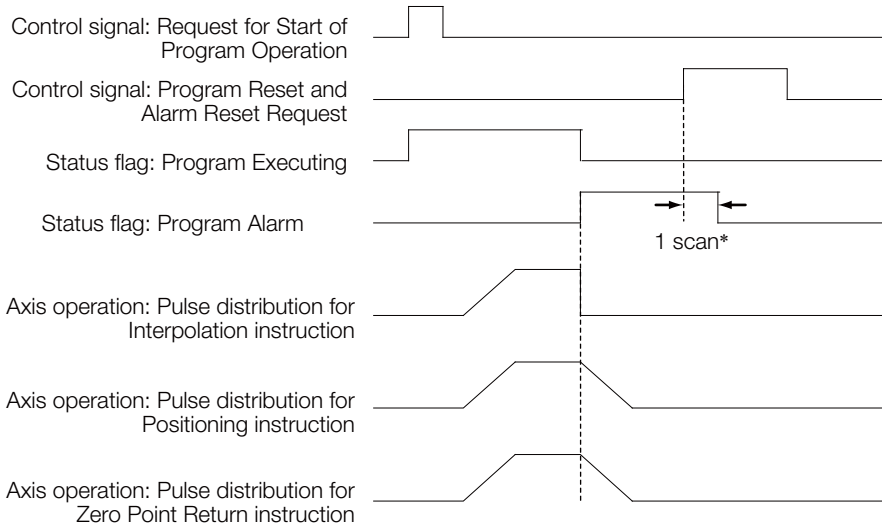 Control signal: Request for Start of
Program Operation
Control signal: Program Reset and
Alarm Reset Request
Status flag: Program Executing
Status flag: Program Alarm
1 scan*
Axis operation: Pulse distribution for
Interpolation instruction
Axis operation: Pulse distribution for
Positioning instruction
Axis operation: Pulse distribution for
Zero Point Return instruction